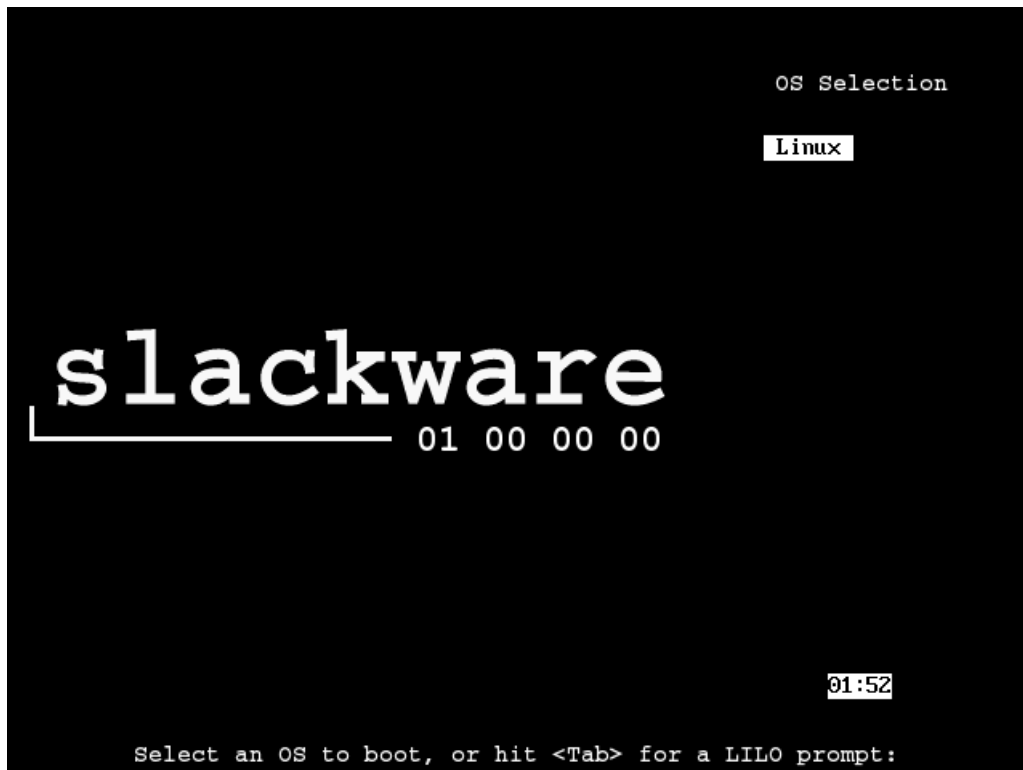 OS Selection
Linux
slackware
01 00 00 00
01:52
Select an OS to boot, or hit <Tab> for a LILO prompt: